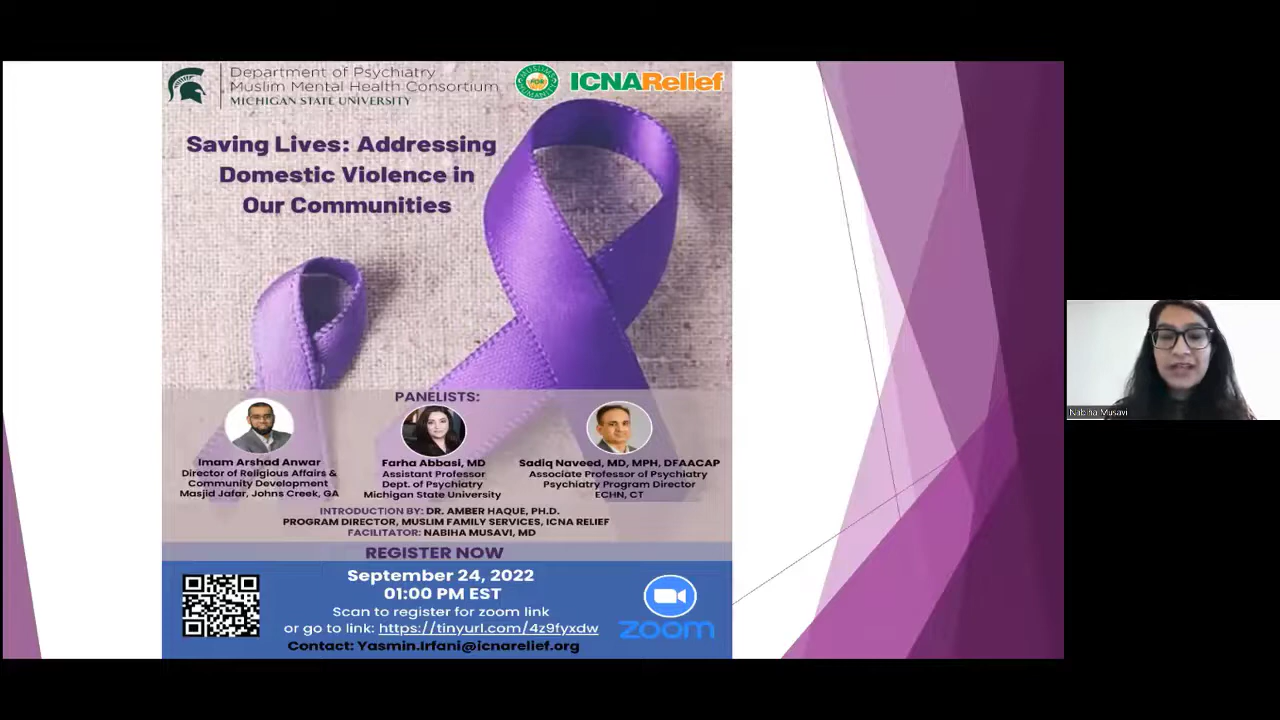 Department of Psychiatry
Muslim Mental Health Consortium
MICHIGAN STATE UNIVERSITY
MUSLIMS FOR HUMANITY
ICNARelief
Saving Lives: Addressing
Domestic Violence in
Our Communities
PANELISTS:
Imam Arshad Anwar
Director of Religious Affairs &
Community Development
Masjid Jafar, Johns Creek, GA
Farha Abbasi, MD
Assistant Professor
Dept. of Psychiatry
Michigan State University
Sadiq Naveed, MD, MPH, DFAACAP
Associate Professor of Psychiatry
Psychiatry Program Director
ECHN, CT
INTRODUCTION BY: DR. AMBER HAQUE, PH.D.
PROGRAM DIRECTOR, MUSLIM FAMILY SERVICES, ICNA RELIEF
FACILITATOR: NABIHA MUSAVI, MD
REGISTER NOW
September 24, 2022
01:00 PM EST
Scan to register for zoom link
or go to link: https://tinyurl.com/4z9fyxdw
Contact: Yasmin.Irfani@icnarelief.org
zoom
Nabiha Musavi